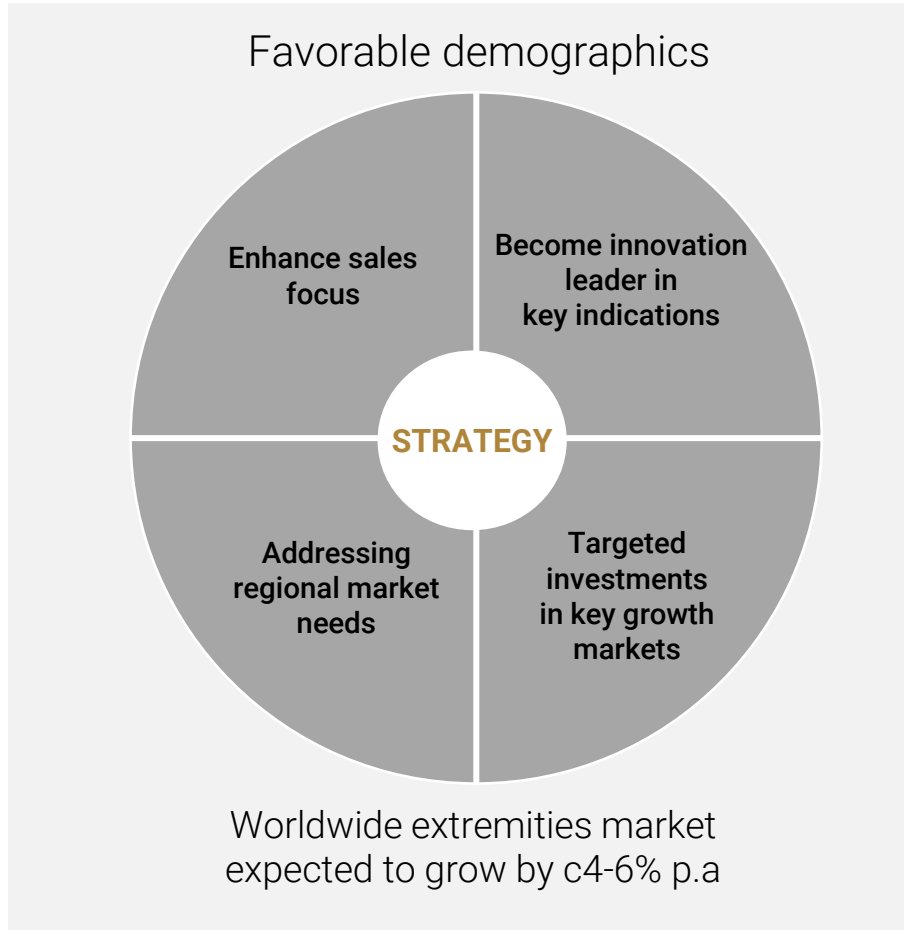 Favorable demographics
Enhance sales
focus
Become innovation
leader in
key indications
STRATEGY
Addressing
regional market
needs
Targeted
investments
in key growth
markets
Worldwide extremities market
expected to grow by c4-6% p.a